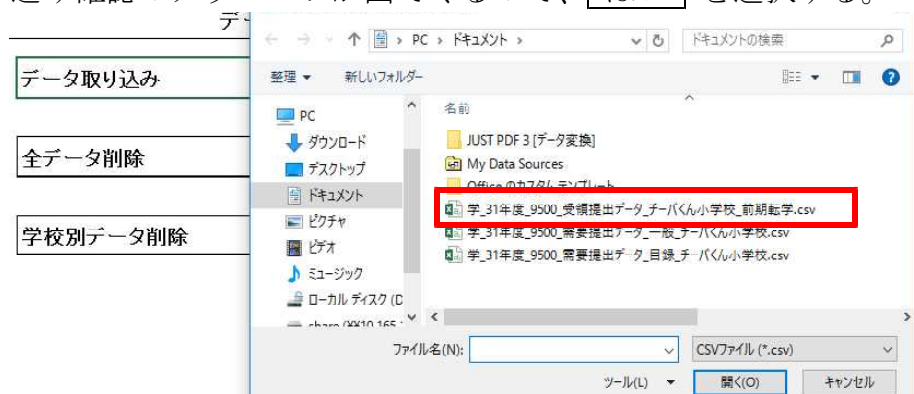 データ取り込み
全データ削除
学校別データ削除
PC > ドキュメント >
ドキュメントの検索
整理 ▼ 新しいフォルダー
PC
ダウンロード
デスクトップ
ドキュメント
ピクチャ
ビデオ
ミュージック
ローカル ディスク (D
名前
JUST PDF 3 [データ変換]
My Data Sources
Office のカスタム テンプレート
学_31年度_9500_受領提出データ_チーバくん小学校_前期転学.csv
学_31年度_9500_需要提出データ_一般_チーバくん小学校.csv
学_31年度_9500_需要提出データ_目録_チーバくん小学校.csv
ファイル名(N):
CSVファイル (*.csv)
ツール(L) ▼
開く(O)
キャンセル